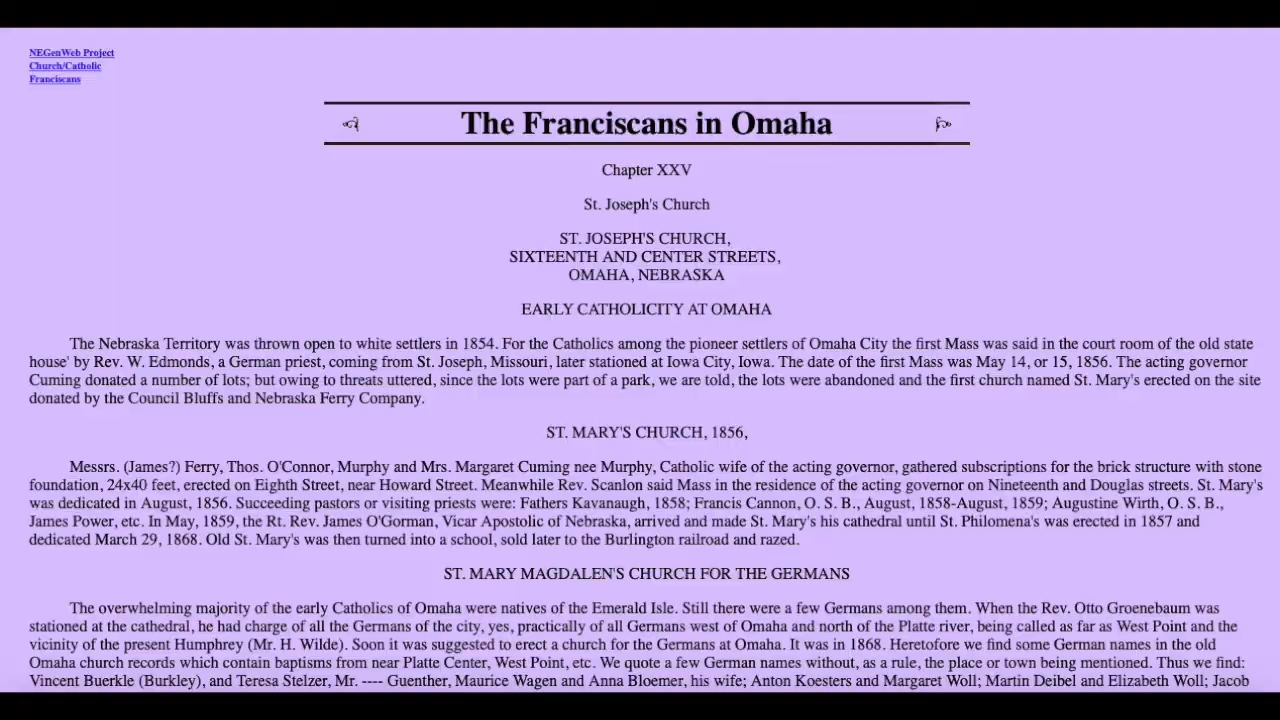 NEGenWeb Project
Church/Catholic
Franciscans
The Franciscans in Omaha
Chapter XXV
St. Joseph's Church
ST. JOSEPH'S CHURCH,
SIXTEENTH AND CENTER STREETS,
OMAHA, NEBRASKA
EARLY CATHOLICITY AT OMAHA
The Nebraska Territory was thrown open to white settlers in 1854. For the Catholics among the pioneer settlers of Omaha City the first Mass was said in the court room of the old state
house' by Rev. W. Edmonds, a German priest, coming from St. Joseph, Missouri, later stationed at Iowa City, Iowa. The date of the first Mass was May 14, or 15, 1856. The acting governor
Cuming donated a number of lots; but owing to threats uttered, since the lots were part of a park, we are told, the lots were abandoned and the first church named St. Mary's erected on the site
donated by the Council Bluffs and Nebraska Ferry Company.
ST. MARY'S CHURCH, 1856,
Messrs. (James?) Ferry, Thos. O'Connor, Murphy and Mrs. Margaret Cuming nee Murphy, Catholic wife of the acting governor, gathered subscriptions for the brick structure with stone
foundation, 24x40 feet, erected on Eighth Street, near Howard Street. Meanwhile Rev. Scanlon said Mass in the residence of the acting governor on Nineteenth and Douglas streets. St. Mary's
was dedicated in August, 1856. Succeeding pastors or visiting priests were: Fathers Kavanaugh, 1858; Francis Cannon, O. S. B., August, 1858-August, 1859; Augustine Wirth, O. S. B.,
James Power, etc. In May, 1859, the Rt. Rev. James O'Gorman, Vicar Apostolic of Nebraska, arrived and made St. Mary's his cathedral until St. Philomena's was erected in 1857 and
dedicated March 29, 1868. Old St. Mary's was then turned into a school, sold later to the Burlington railroad and razed.
ST. MARY MAGDALEN'S CHURCH FOR THE GERMANS
The overwhelming majority of the early Catholics of Omaha were natives of the Emerald Isle. Still there were a few Germans among them. When the Rev. Otto Groenebaum was
stationed at the cathedral, he had charge of all the Germans of the city, yes, practically of all Germans west of Omaha and north of the Platte river, being called as far as West Point and the
vicinity of the present Humphrey (Mr. H. Wilde). Soon it was suggested to erect a church for the Germans at Omaha. It was in 1868. Heretofore we find some German names in the old
Omaha church records which contain baptisms from near Platte Center, West Point, etc. We quote a few German names without, as a rule, the place or town being mentioned. Thus we find:
Vincent Buerkle (Burkley), and Teresa Stelzer, Mr. ---- Guenther, Maurice Wagen and Anna Bloemer, his wife; Anton Koesters and Margaret Woll; Martin Deibel and Elizabeth Woll; Jacob